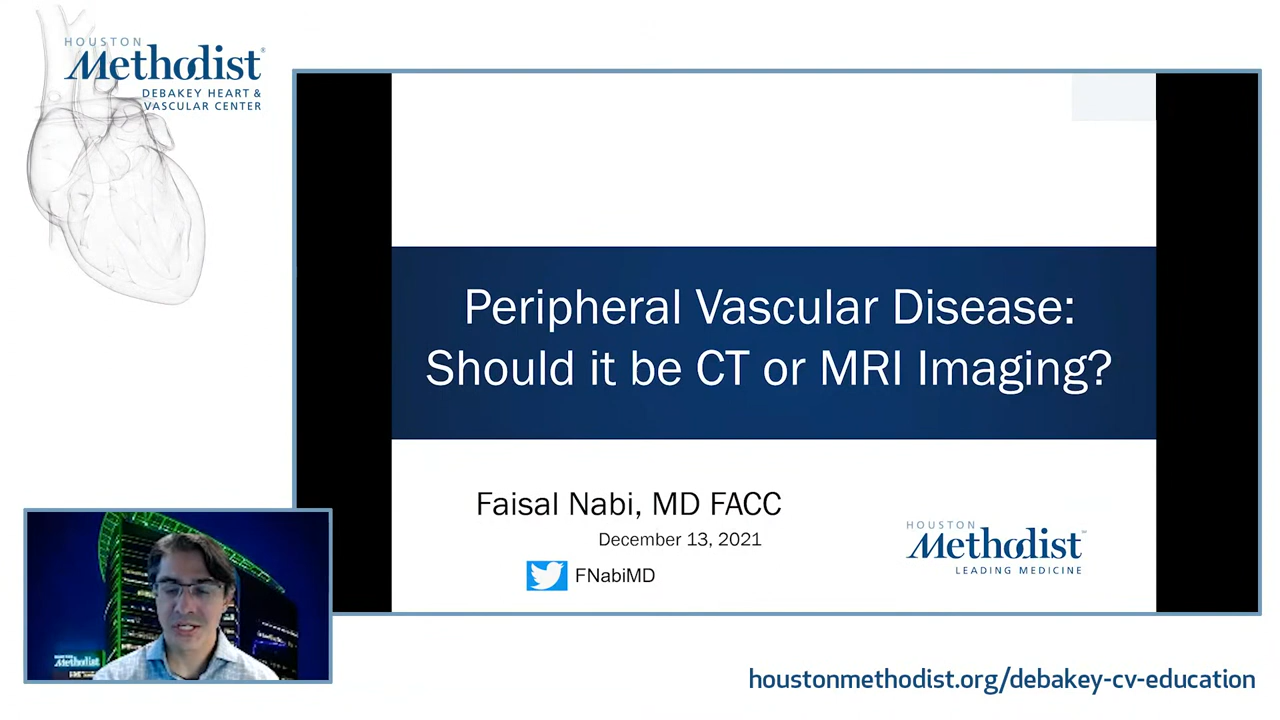 HOUSTON
Methodist®
DEBAKEY HEART &
VASCULAR CENTER
Peripheral Vascular Disease:
Should it be CT or MRI Imaging?
Faisal Nabi, MD FACC
December 13, 2021
FNabiMD
HOUSTON
Methodist
LEADING MEDICINE
Methodist
houstonmethodist.org/debakey-cv-education